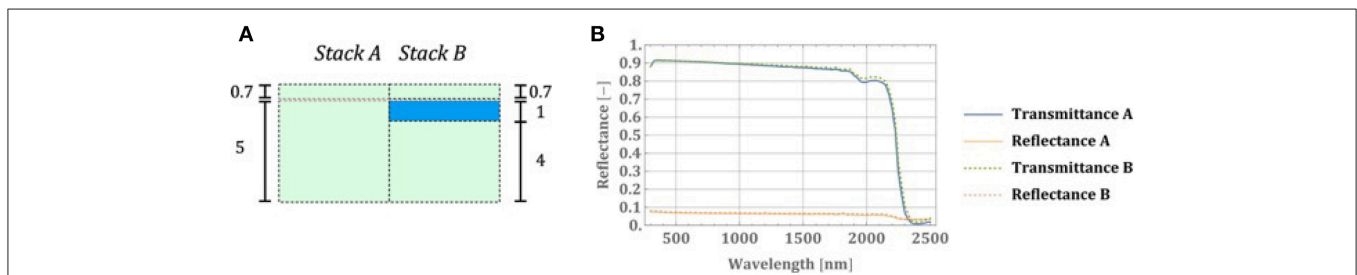 A
Stack A Stack B
0.7
5
0.7
1
4
B
1.
0.9
0.8
0.7
0.6
0.5
0.4
0.3
0.2
0.1
0.
Reflectance [−]
500 1000 1500 2000 2500
Wavelength [nm]
Transmittance A
Reflectance A
Transmittance B
Reflectance B